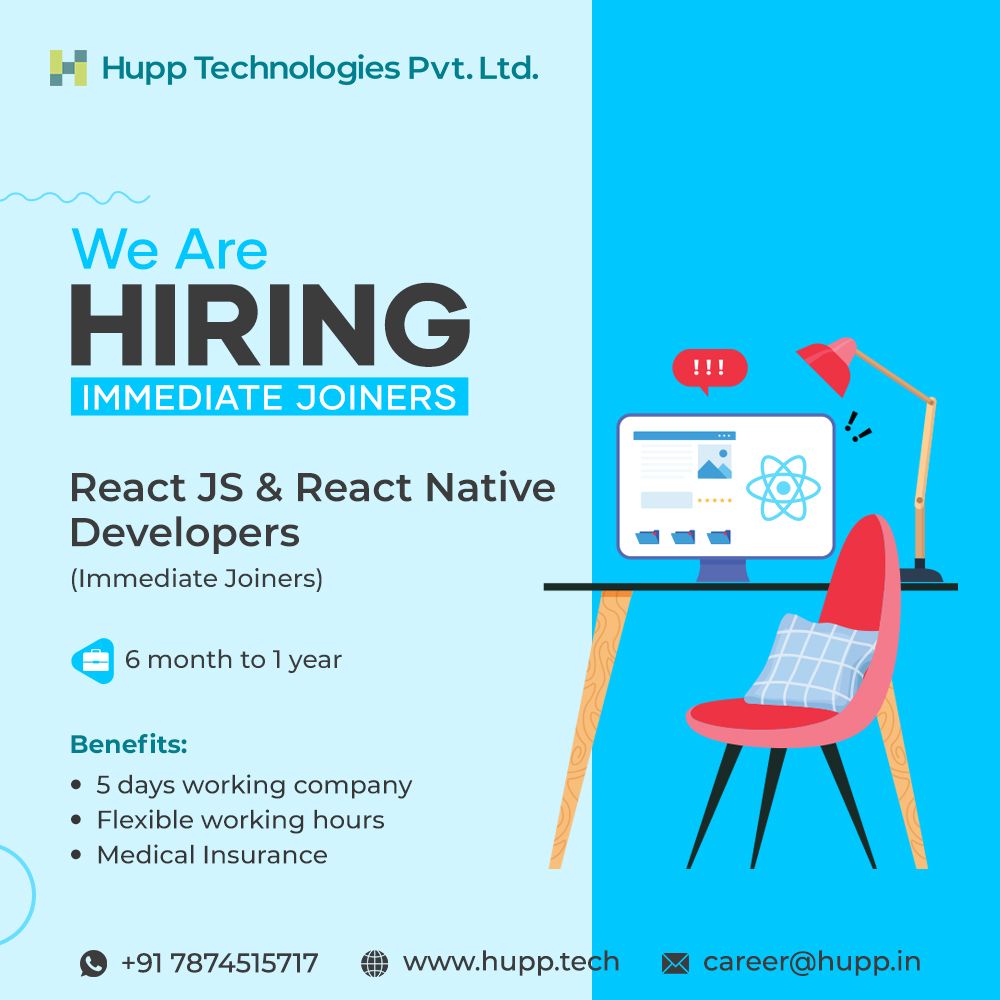 Hupp Technologies Pvt. Ltd.
We Are
HIRING
IMMEDIATE JOINERS
React JS & React Native
Developers
(Immediate Joiners)
6 month to 1 year
Benefits:
• 5 days working company
• Flexible working hours
• Medical Insurance
!!!
+91 7874515717
www.hupp.tech
career@hupp.in